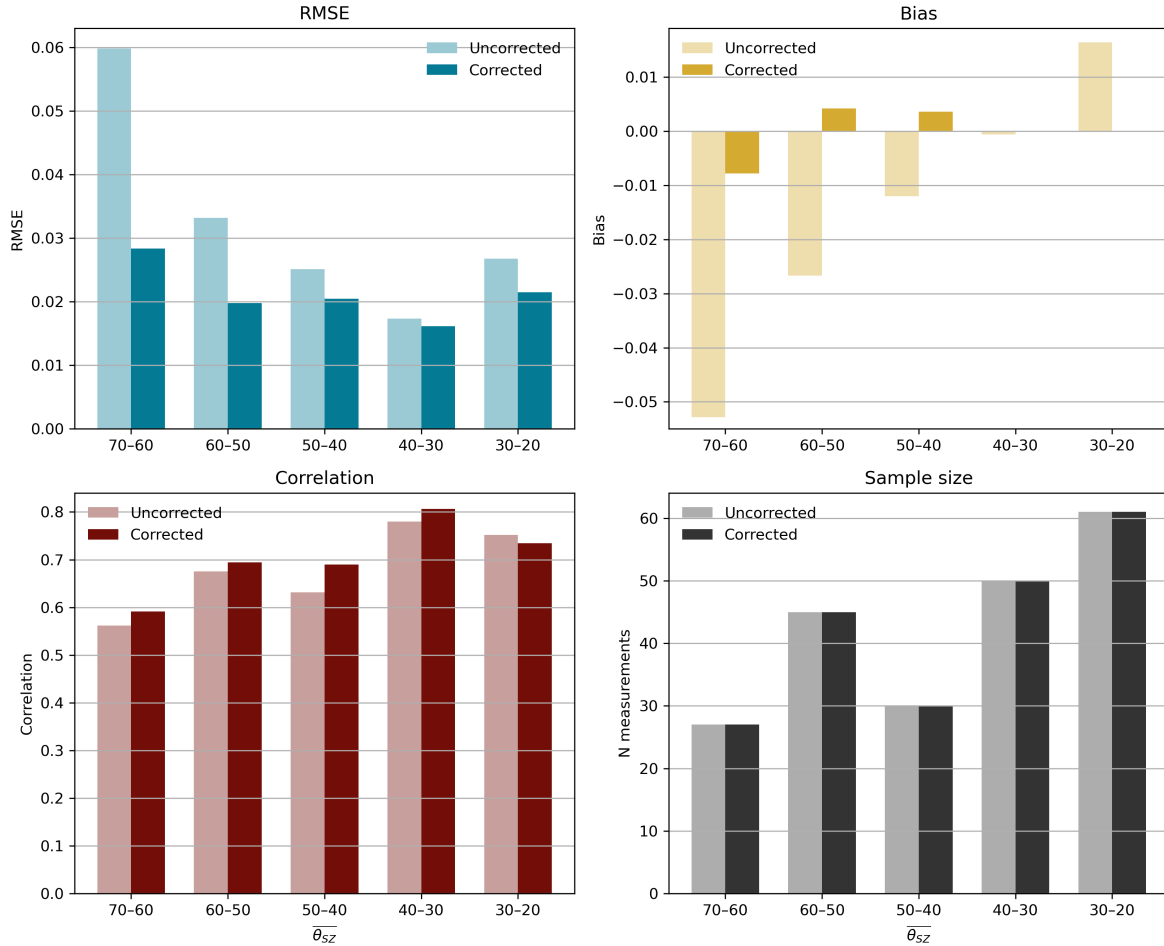 RMSE
Uncorrected
Corrected
RMSE
0.06
0.05
0.04
0.03
0.02
0.01
0.00
70–60 60–50 50–40 40–30 30–20
Bias
Uncorrected
Corrected
Bias
0.01
0.00
−0.01
−0.02
−0.03
−0.04
−0.05
70–60 60–50 50–40 40–30 30–20
Correlation
Uncorrected
Corrected
Correlation
0.8
0.7
0.6
0.5
0.4
0.3
0.2
0.1
0.0
70–60 60–50 50–40 40–30 30–20
θSZ
Sample size
Uncorrected
Corrected
N measurements
60
50
40
30
20
10
0
70–60 60–50 50–40 40–30 30–20
θSZ